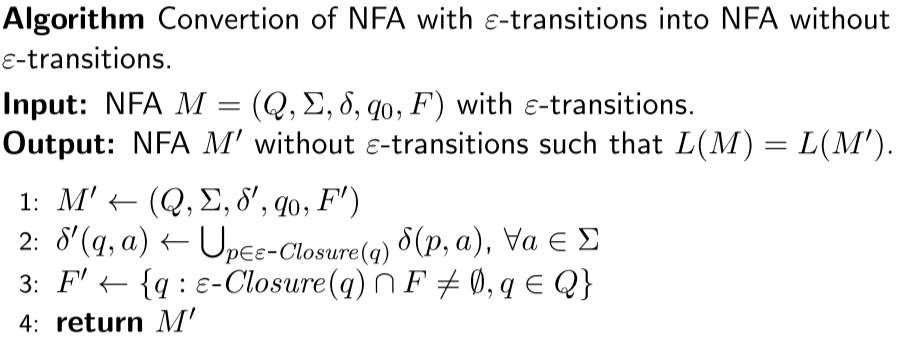 Algorithm Convertion of NFA with ε-transitions into NFA without
ε-transitions.
Input: NFA M = (Q, Σ, δ, q₀, F) with ε-transitions.
Output: NFA M′ without ε-transitions such that L(M) = L(M′).
1: M′ ← (Q, Σ, δ′, q₀, F′)
2: δ′(q, a) ← ⋃_{p∈ε-Closure(q)} δ(p, a), ∀a ∈ Σ
3: F′ ← {q : ε-Closure(q) ∩ F ≠ ∅, q ∈ Q}
4: return M′